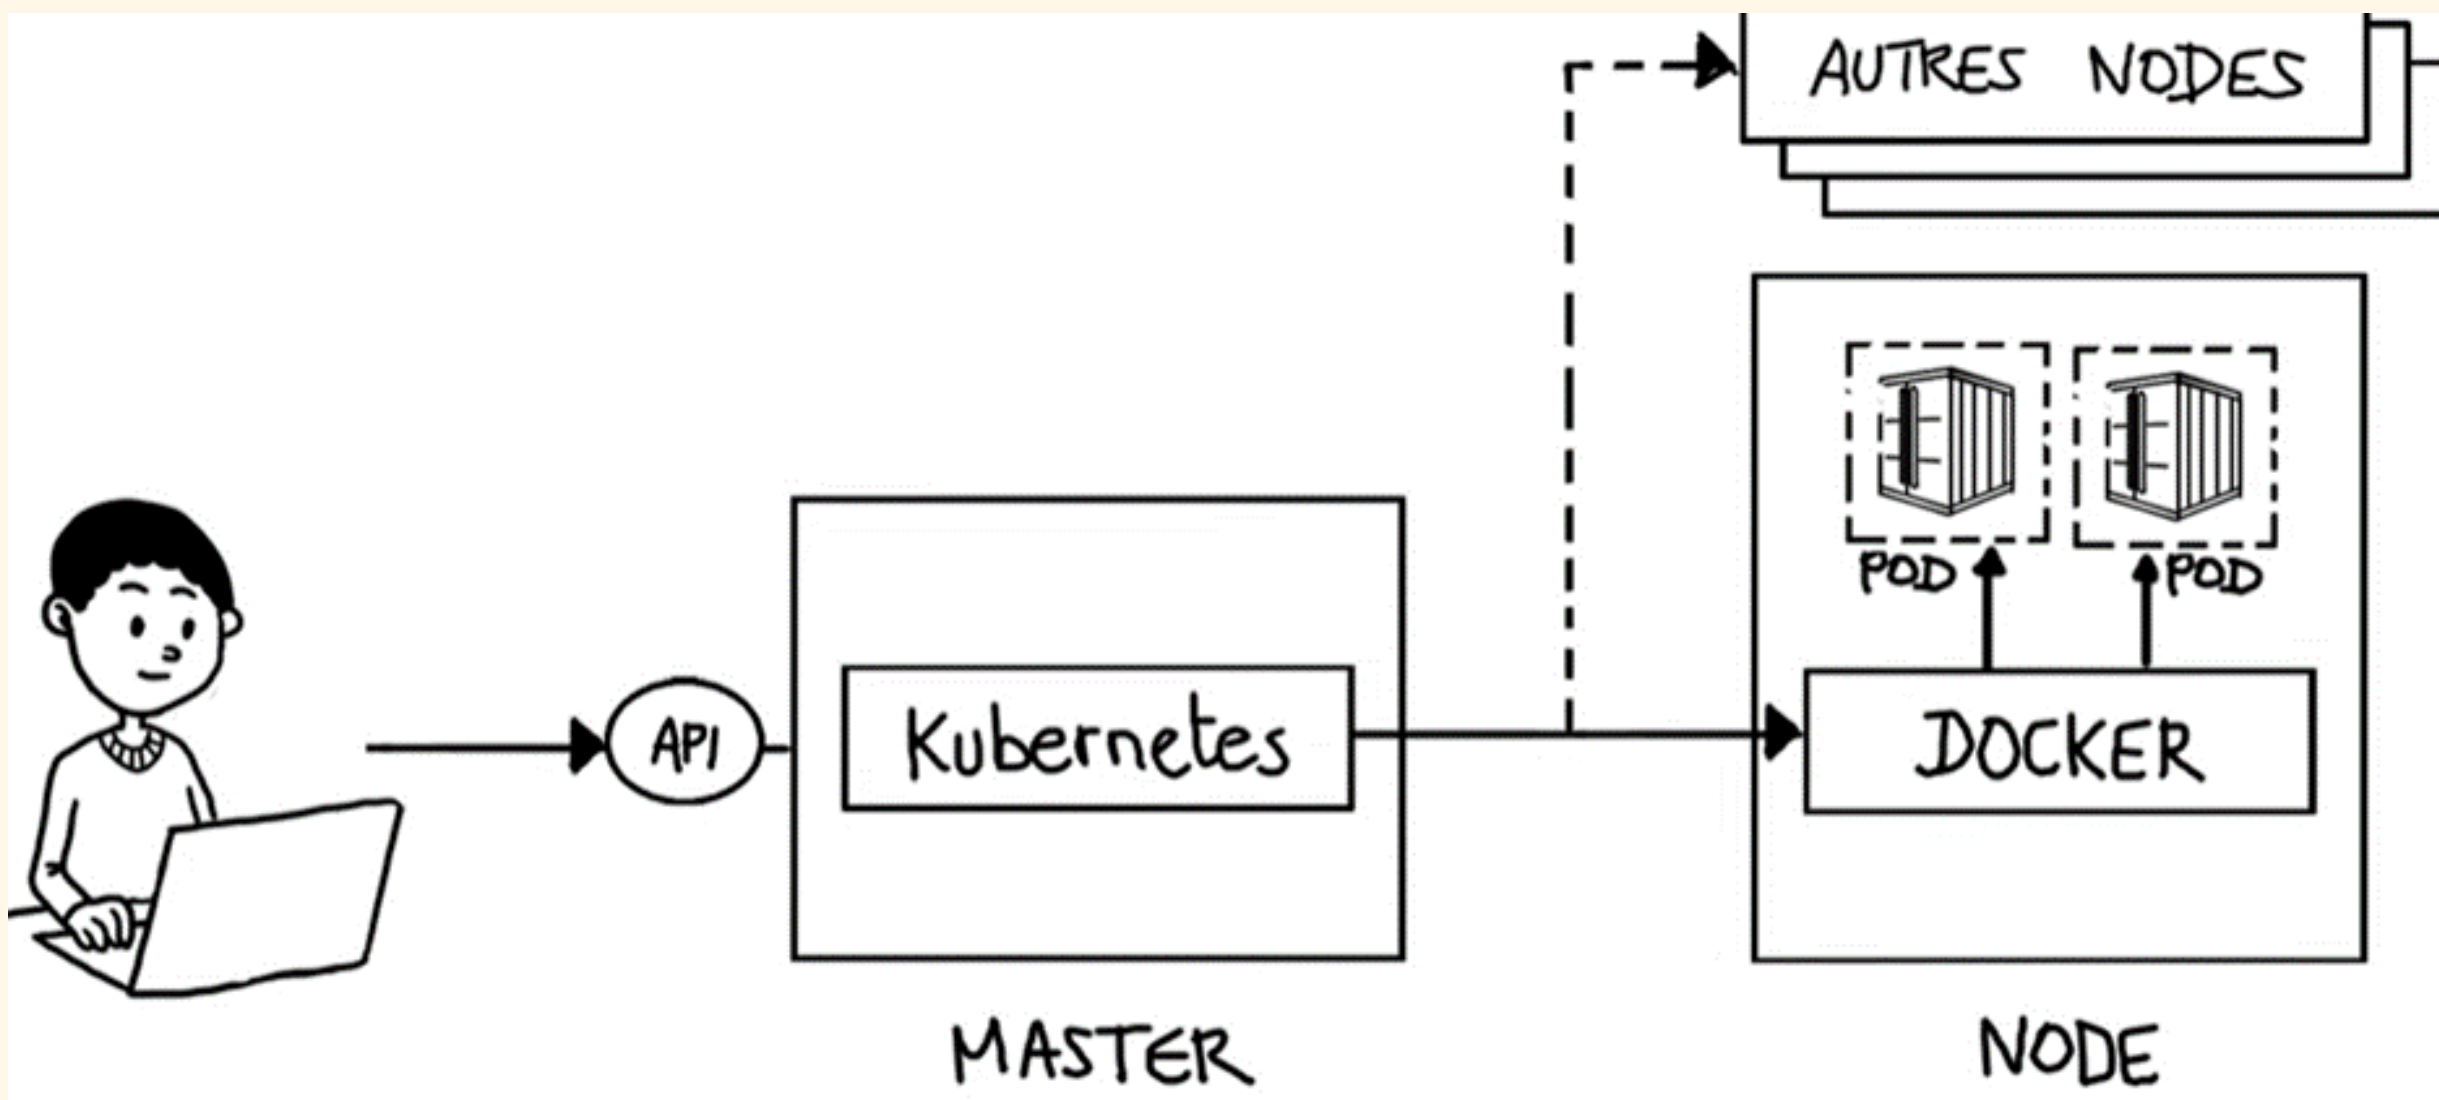 AUTRES NODES
POD
POD
API
Kubernetes
DOCKER
MASTER
NODE